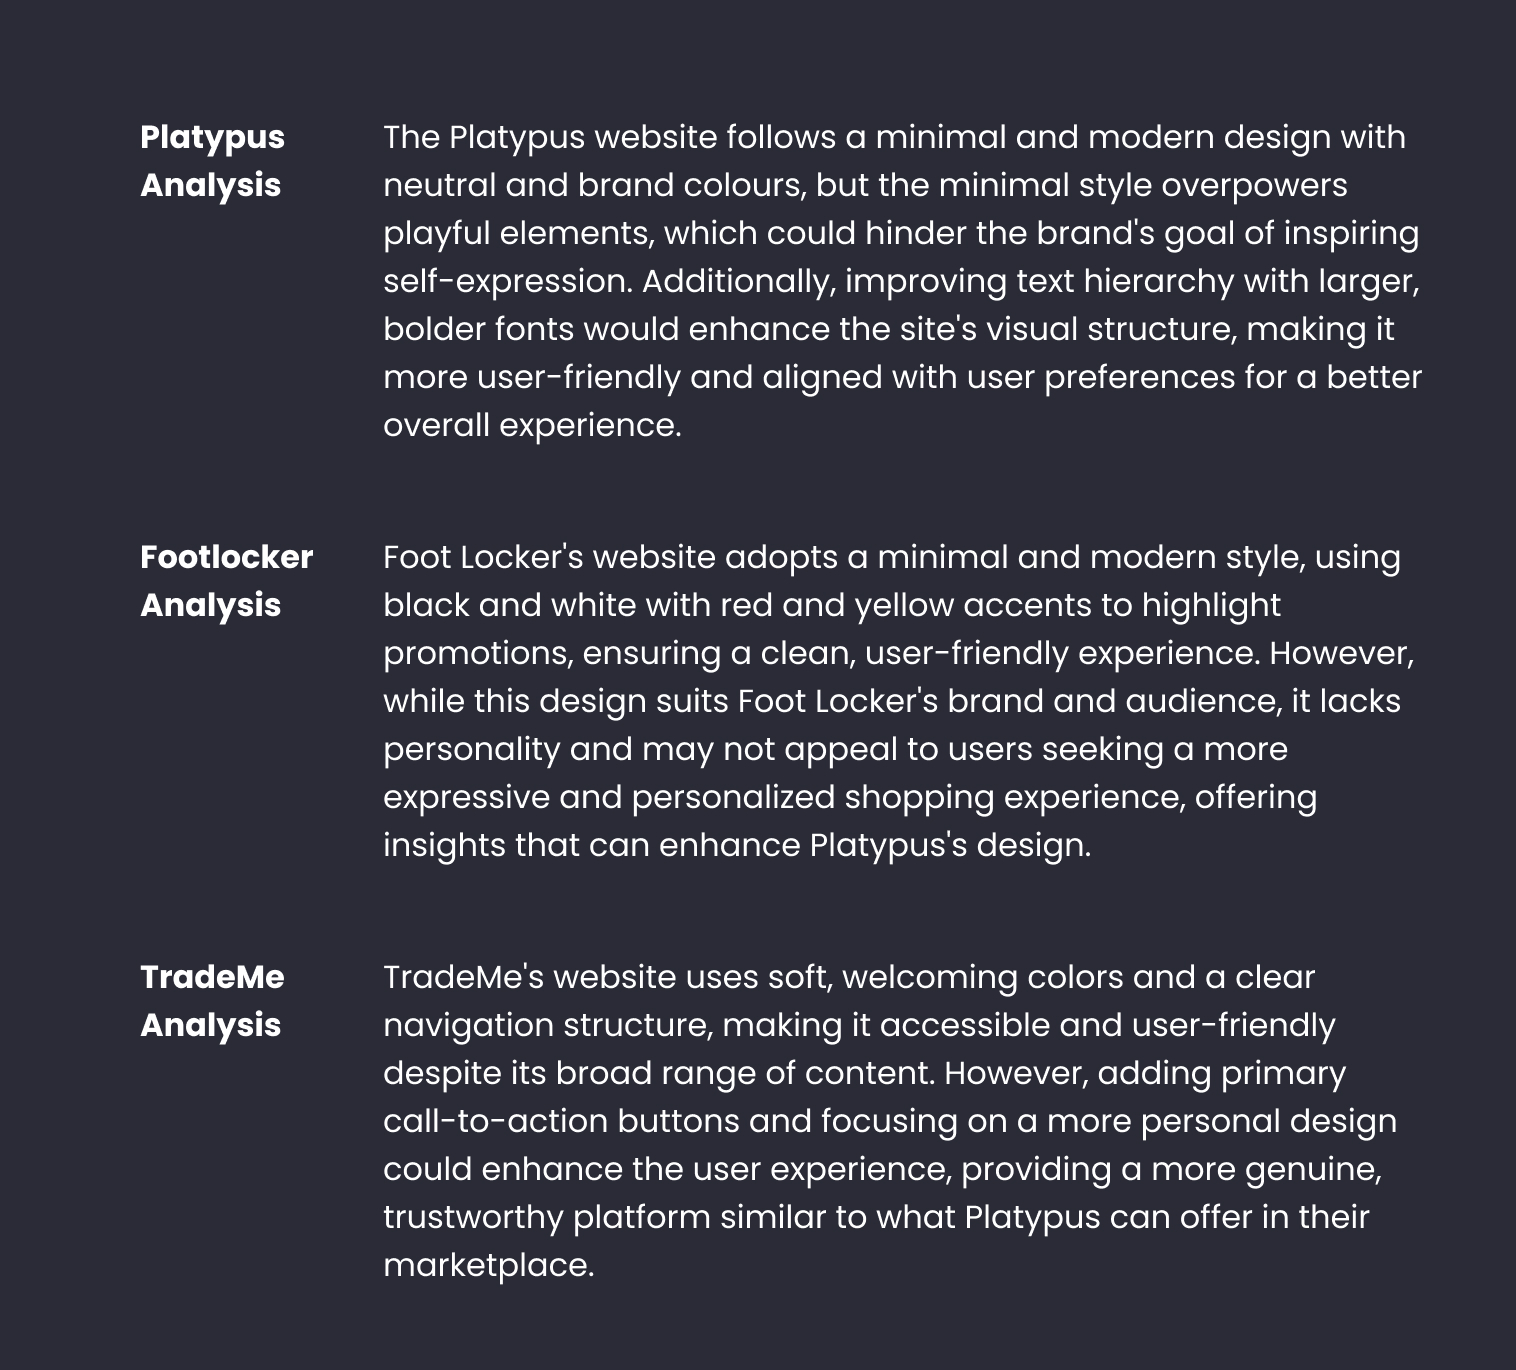 Platypus
Analysis
The Platypus website follows a minimal and modern design with
neutral and brand colours, but the minimal style overpowers
playful elements, which could hinder the brand's goal of inspiring
self-expression. Additionally, improving text hierarchy with larger,
bolder fonts would enhance the site's visual structure, making it
more user-friendly and aligned with user preferences for a better
overall experience.
Footlocker
Analysis
Foot Locker's website adopts a minimal and modern style, using
black and white with red and yellow accents to highlight
promotions, ensuring a clean, user-friendly experience. However,
while this design suits Foot Locker's brand and audience, it lacks
personality and may not appeal to users seeking a more
expressive and personalized shopping experience, offering
insights that can enhance Platypus's design.
TradeMe
Analysis
TradeMe's website uses soft, welcoming colors and a clear
navigation structure, making it accessible and user-friendly
despite its broad range of content. However, adding primary
call-to-action buttons and focusing on a more personal design
could enhance the user experience, providing a more genuine,
trustworthy platform similar to what Platypus can offer in their
marketplace.